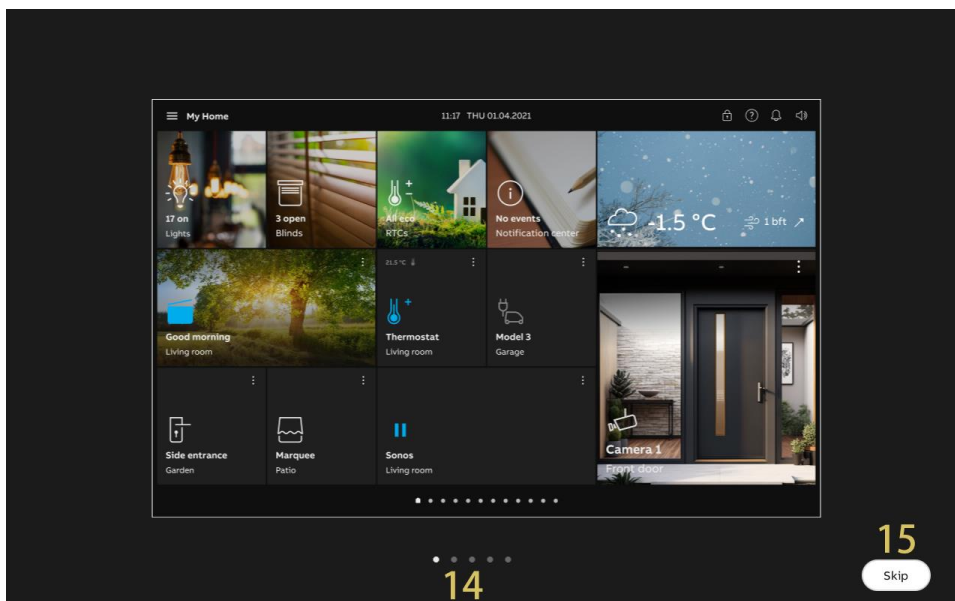 My Home
11:17 THU 01.04.2021
17 on
Lights
3 open
Blinds
All eco
RTCs
No events
Notification center
-1.5 °C
1 bft
Good morning
Living room
21.5 °C
Thermostat
Living room
Model 3
Garage
Camera 1
Front door
Side entrance
Garden
Marquee
Patio
Sonos
Living room
14
15
Skip